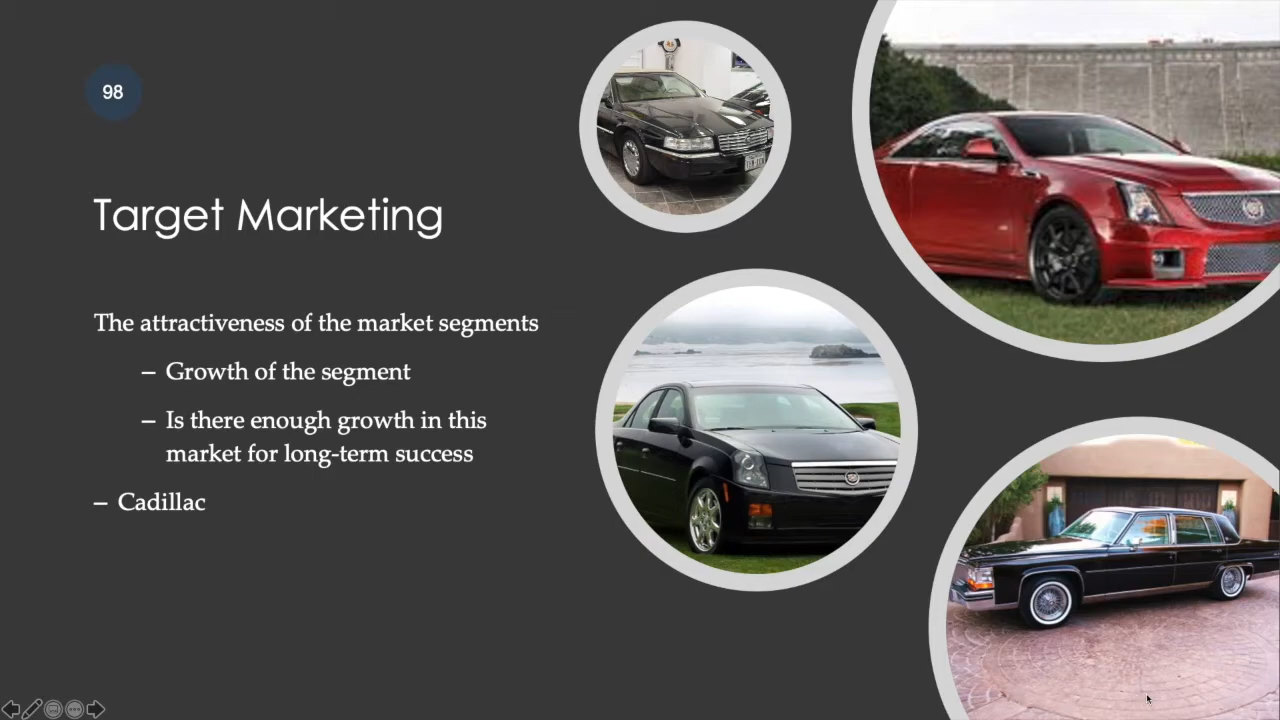 98
Target Marketing
The attractiveness of the market segments
– Growth of the segment
– Is there enough growth in this
market for long-term success
– Cadillac